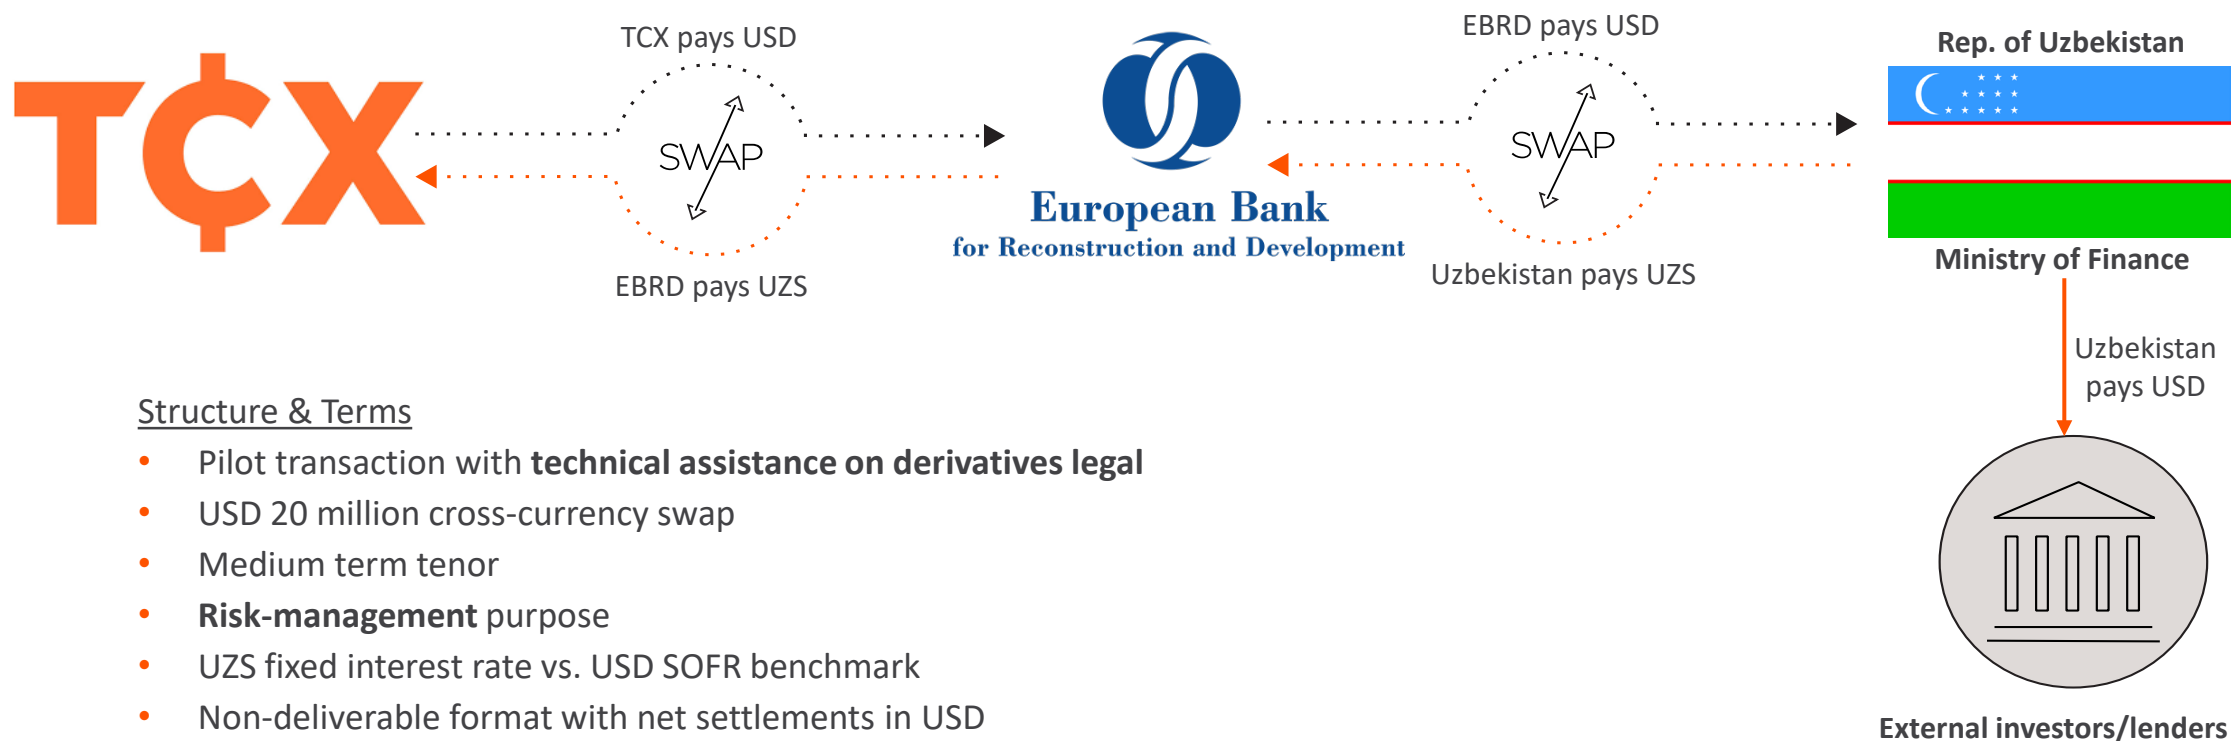 TCX pays USD
EBRD pays USD
Rep. of Uzbekistan
T¢X
SWAP
SWAP
European Bank
for Reconstruction and Development
EBRD pays UZS
Uzbekistan pays UZS
Ministry of Finance
Uzbekistan
pays USD
Structure & Terms
• Pilot transaction with technical assistance on derivatives legal
• USD 20 million cross-currency swap
• Medium term tenor
• Risk-management purpose
• UZS fixed interest rate vs. USD SOFR benchmark
• Non-deliverable format with net settlements in USD
External investors/lenders